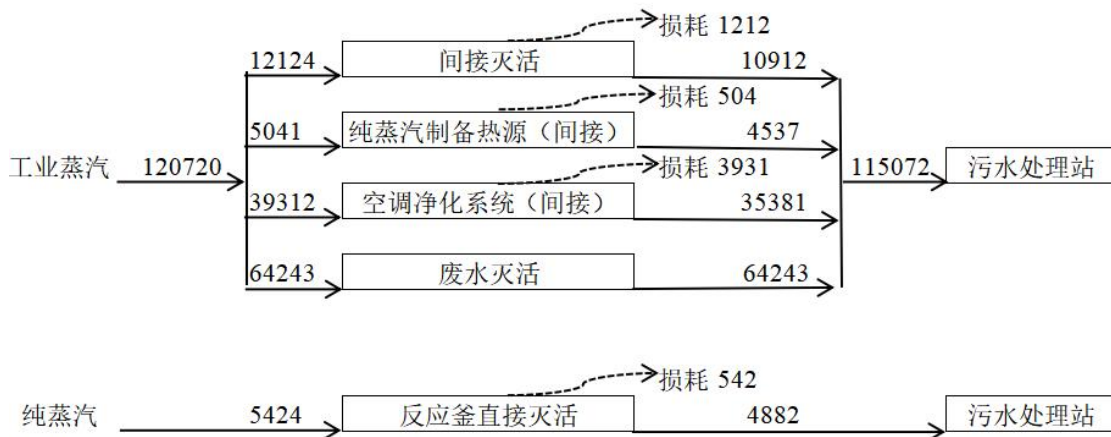 损耗 1212
12124 间接灭活 10912
损耗 504
5041 纯蒸汽制备热源（间接） 4537
工业蒸汽 120720 损耗 3931 115072 污水处理站
39312 空调净化系统（间接） 35381
64243 废水灭活 64243
损耗 542
纯蒸汽 5424 反应釜直接灭活 4882 污水处理站